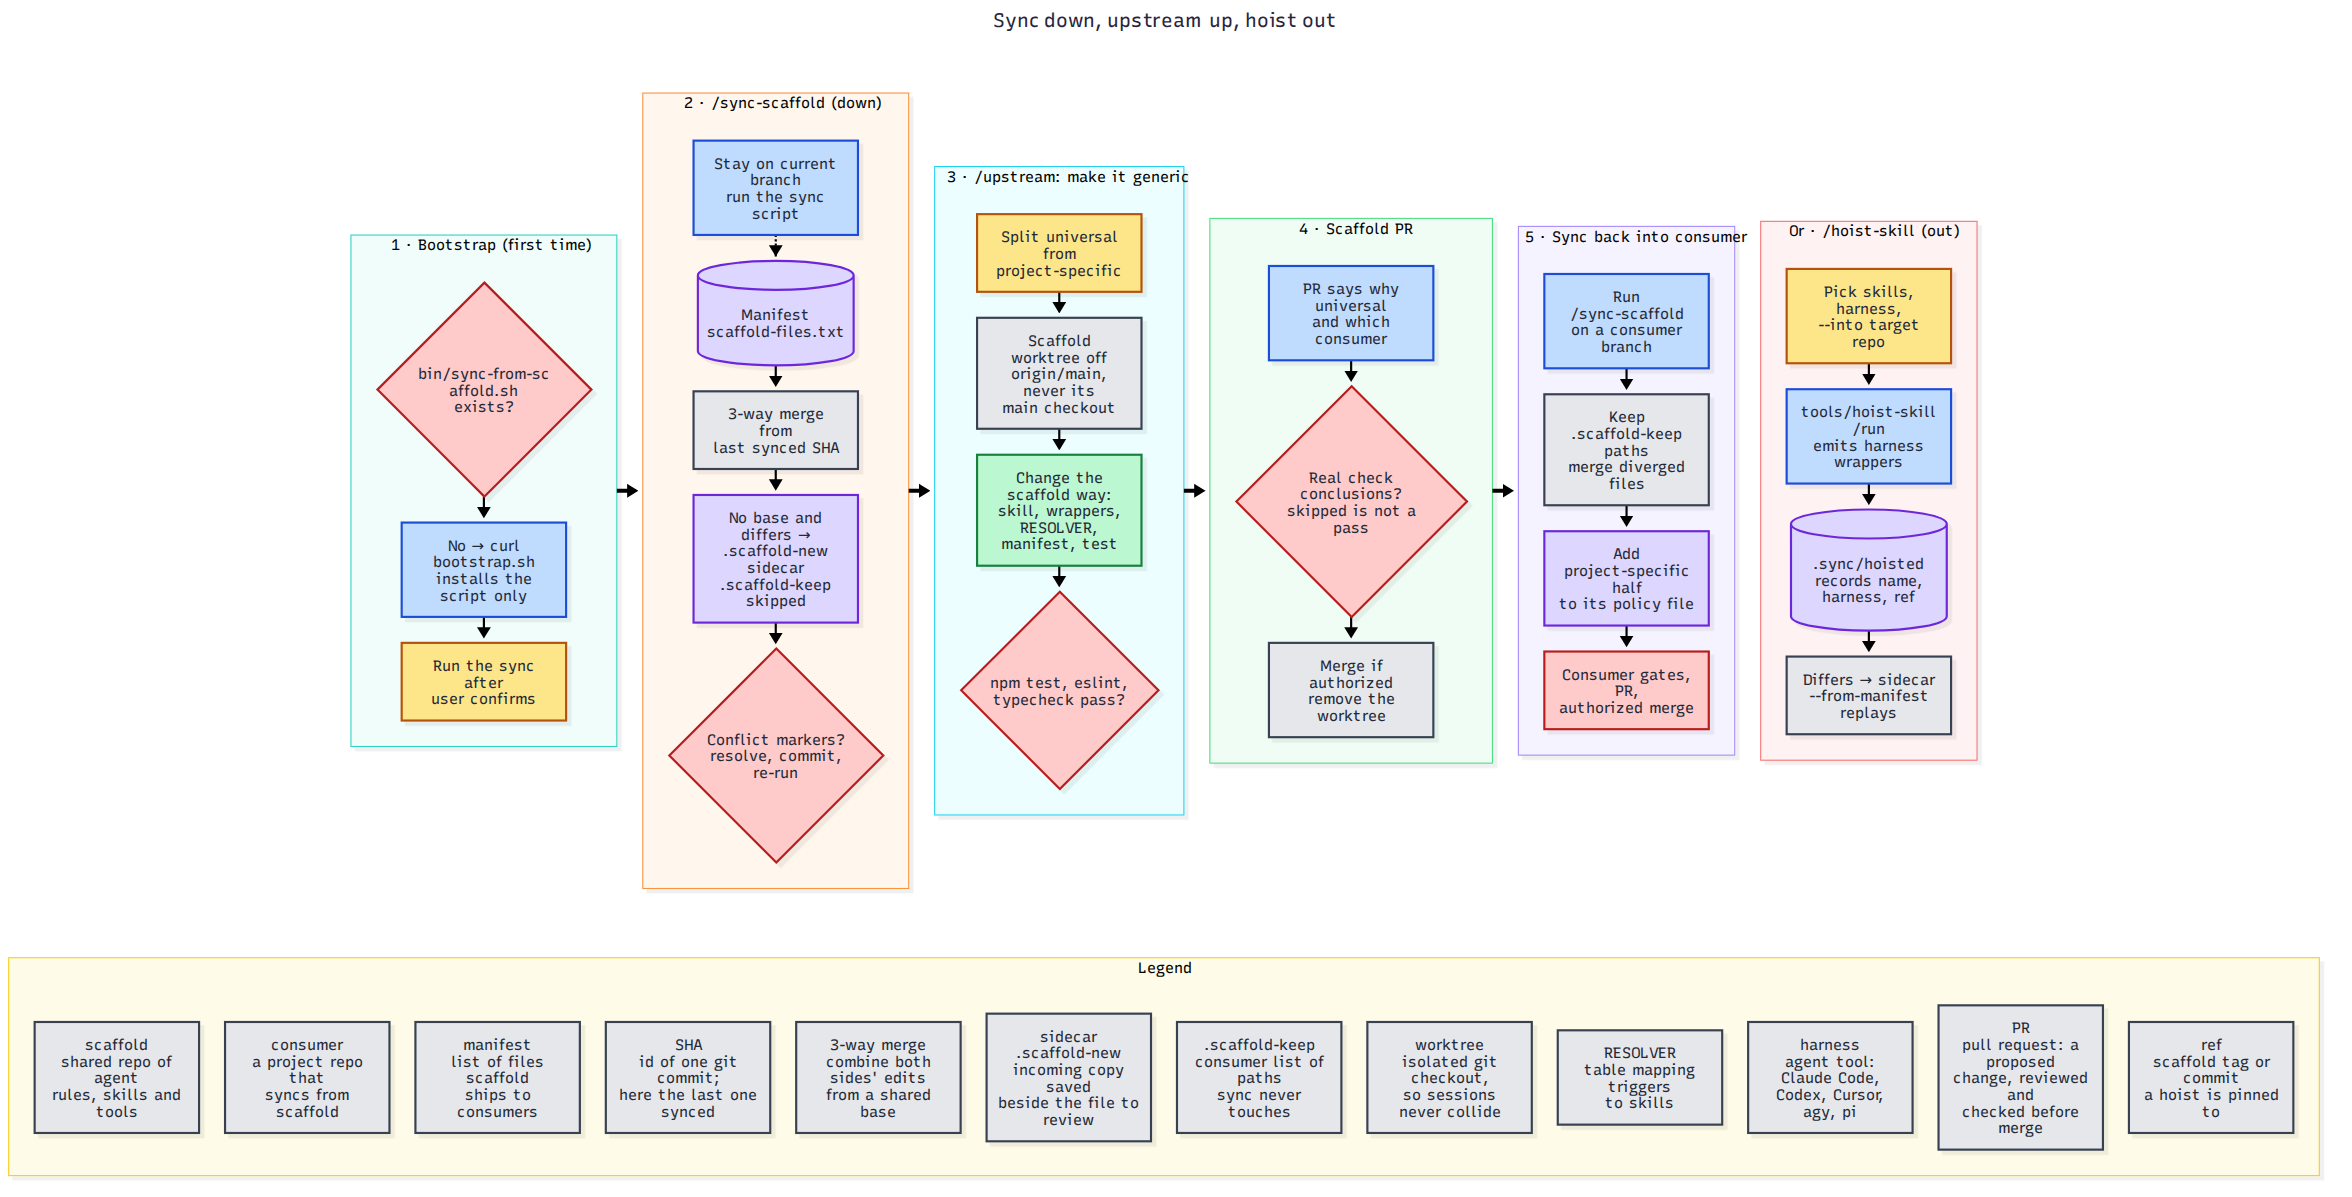 Sync down, upstream up, hoist out
1 · Bootstrap (first time)
bin/sync-from-sc
affold.sh
exists?
No → curl
bootstrap.sh
installs the
script only
Run the sync
after
user confirms
2 · /sync-scaffold (down)
Stay on current
branch
run the sync
script
Manifest
scaffold-files.txt
3-way merge
from
last synced SHA
No base and
differs →
.scaffold-new
sidecar
.scaffold-keep
skipped
Conflict markers?
resolve, commit,
re-run
3 · /upstream: make it generic
Split universal
from
project-specific
Scaffold
worktree off
origin/main,
never its
main checkout
Change the
scaffold way:
skill, wrappers,
RESOLVER,
manifest, test
npm test, eslint,
typecheck pass?
4 · Scaffold PR
PR says why
universal
and which
consumer
Real check
conclusions?
skipped is not a
pass
Merge if
authorized
remove the
worktree
5 · Sync back into consumer
Run
/sync-scaffold
on a consumer
branch
Keep
.scaffold-keep
paths
merge diverged
files
Add
project-specific
half
to its policy file
Consumer gates,
PR,
authorized merge
Or · /hoist-skill (out)
Pick skills,
harness,
--into target
repo
tools/hoist-skill
/run
emits harness
wrappers
.sync/hoisted
records name,
harness, ref
Differs → sidecar
--from-manifest
replays
Legend
scaffold
shared repo of
agent
rules, skills and
tools
consumer
a project repo
that
syncs from
scaffold
manifest
list of files
scaffold
ships to
consumers
SHA
id of one git
commit;
here the last one
synced
3-way merge
combine both
sides' edits
from a shared
base
sidecar
.scaffold-new
incoming copy
saved
beside the file to
review
.scaffold-keep
consumer list of
paths
sync never
touches
worktree
isolated git
checkout,
so sessions
never collide
RESOLVER
table mapping
triggers
to skills
harness
agent tool:
Claude Code,
Codex, Cursor,
agy, pi
PR
pull request: a
proposed
change, reviewed
and
checked before
merge
ref
scaffold tag or
commit
a hoist is pinned
to